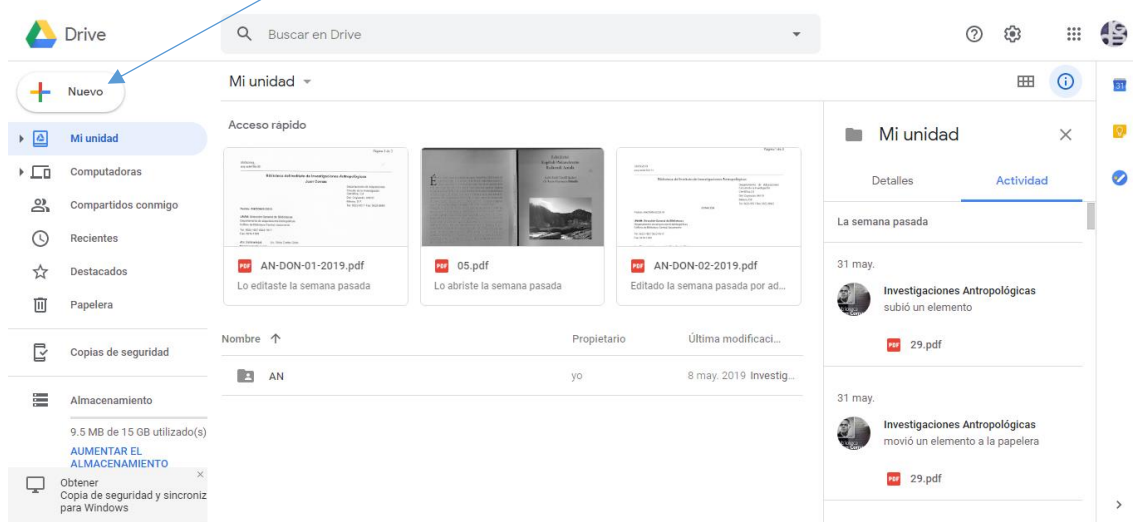 Drive
Buscar en Drive
Nuevo
Mi unidad
Computadoras
Compartidos conmigo
Recientes
Destacados
Papelera
Copias de seguridad
Almacenamiento
9.5 MB de 15 GB utilizado(s)
AUMENTAR EL
ALMACENAMIENTO
Obtener
Copia de seguridad y sincroniz
para Windows
Mi unidad
Acceso rápido
AN-DON-01-2019.pdf
Lo editaste la semana pasada
05.pdf
Lo abriste la semana pasada
AN-DON-02-2019.pdf
Editado la semana pasada por ad...
Nombre
Propietario
Última modificaci...
AN
yo
8 may. 2019 Investig...
Mi unidad
Detalles
Actividad
La semana pasada
31 may.
Investigaciones Antropológicas
subió un elemento
29.pdf
31 may.
Investigaciones Antropológicas
movió un elemento a la papelera
29.pdf
31